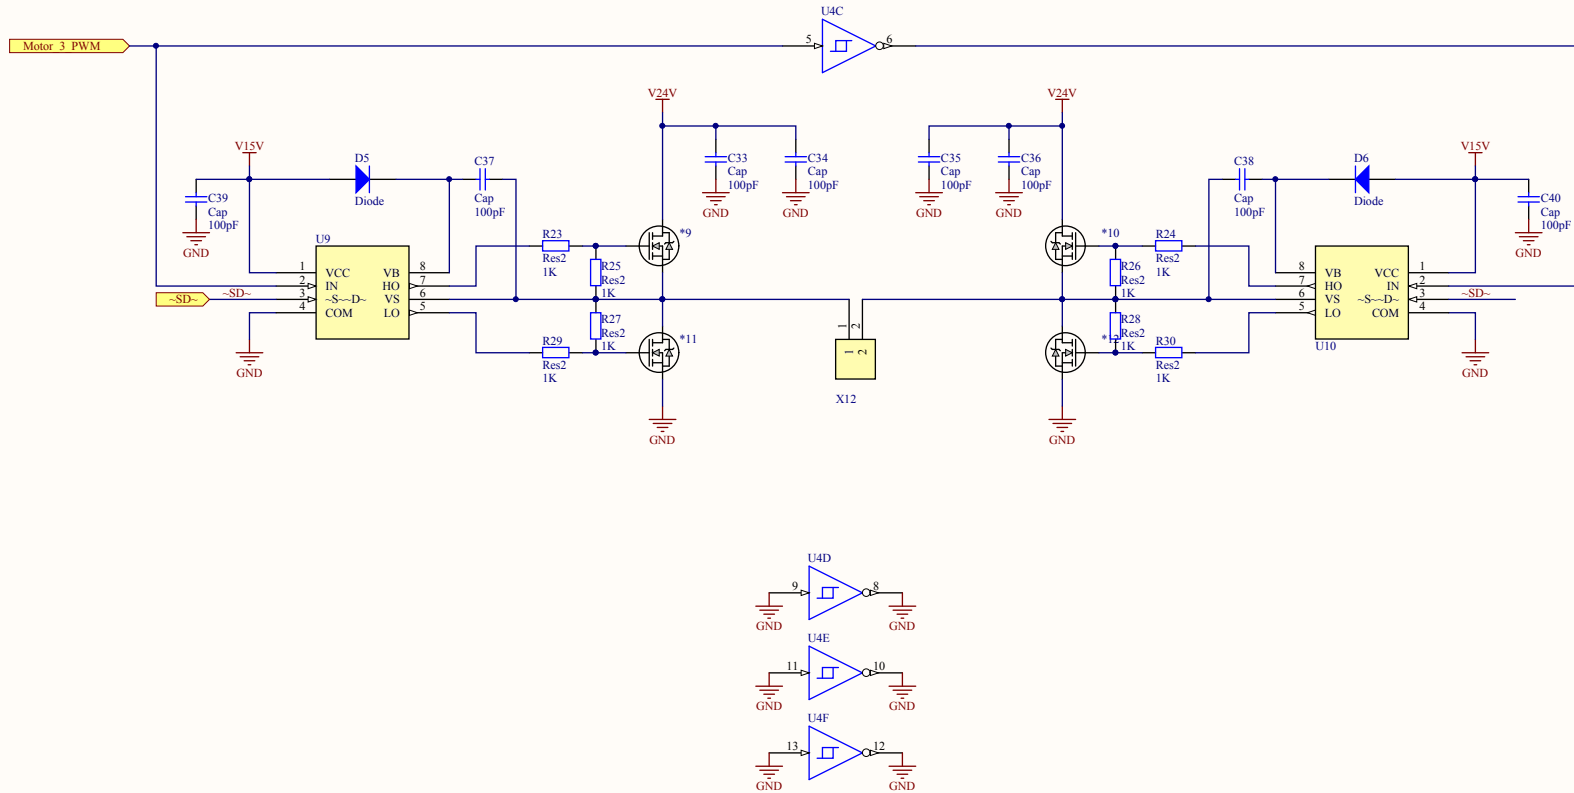 U4C
Motor_3_PWM
5
6
V24V
V24V
V15V
D5
C37
C33
Cap
100pF
C34
Cap
100pF
C35
Cap
100pF
C36
Cap
100pF
C38
D6
V15V
C39
Cap
100pF
Diode
Cap
100pF
GND
GND
GND
GND
Cap
100pF
Diode
C40
Cap
100pF
GND
U9
R23
Res2
1K
*9
*10
R24
Res2
1K
GND
1
VCC
VB
8
2
IN
HO
7
3
~S~~D~
VS
6
4
COM
LO
5
~SD~
~SD~
R25
Res2
1K
R26
Res2
1K
8
VB
VCC
1
7
HO
IN
2
6
VS
~S~~D~
3
5
LO
COM
4
~SD~
R27
Res2
1K
R28
Res2
1K
R29
Res2
1K
*11
1
2
1
2
X12
R30
Res2
1K
U10
GND
GND
GND
GND
U4D
9
8
GND
GND
U4E
11
10
GND
GND
U4F
13
12
GND
GND